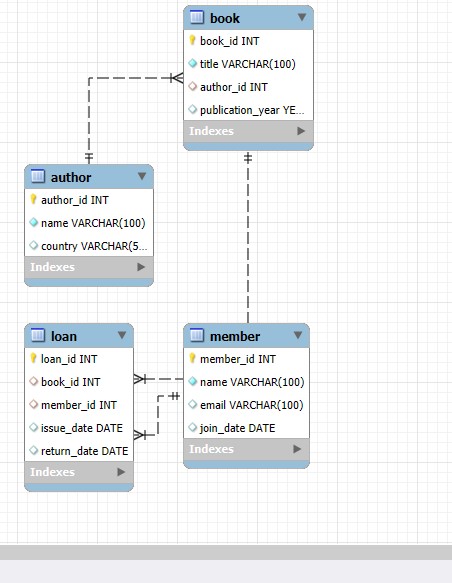 book
book_id INT
title VARCHAR(100)
author_id INT
publication_year YE...
Indexes
author
author_id INT
name VARCHAR(100)
country VARCHAR(5...
Indexes
loan
loan_id INT
book_id INT
member_id INT
issue_date DATE
return_date DATE
Indexes
member
member_id INT
name VARCHAR(100)
email VARCHAR(100)
join_date DATE
Indexes